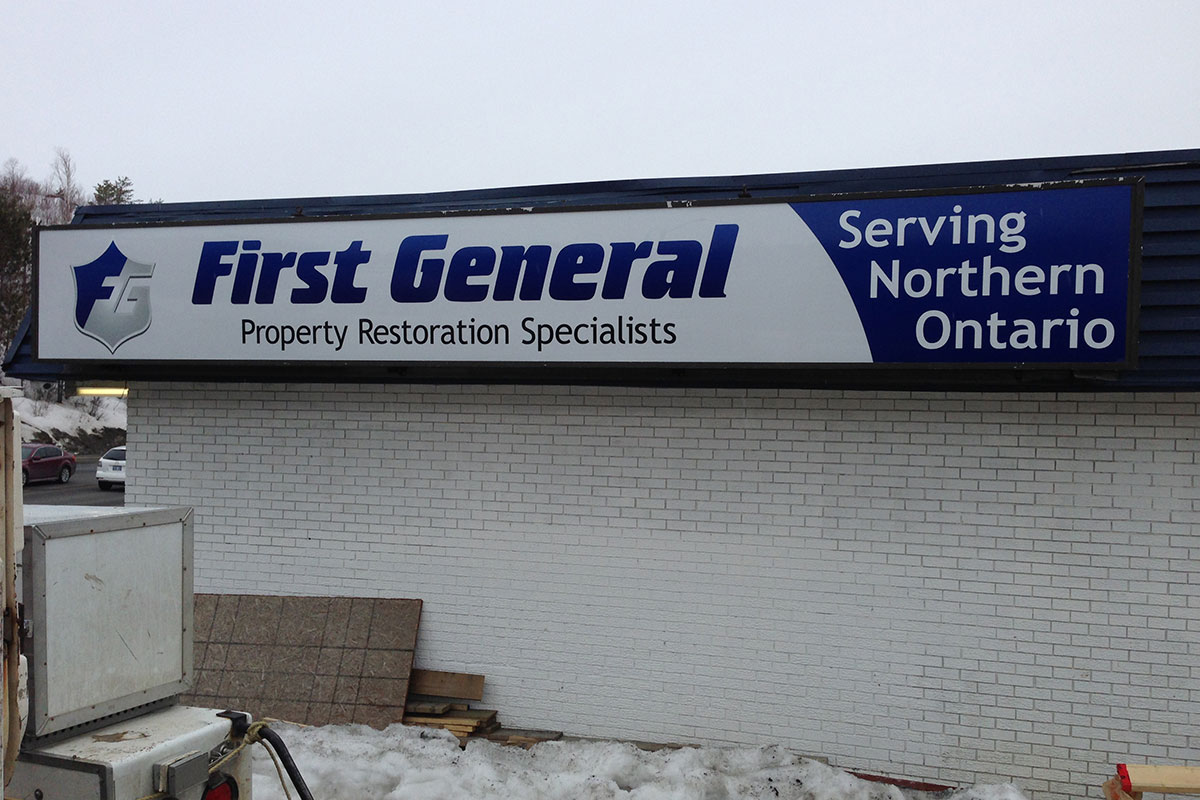 FG
First General
Property Restoration Specialists
Serving
Northern
Ontario